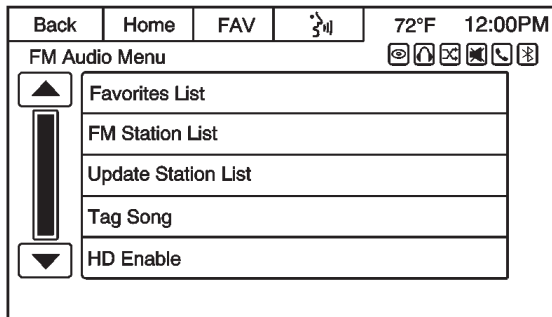 Back Home FAV 72°F 12:00PM
FM Audio Menu
Favorites List
FM Station List
Update Station List
Tag Song
HD Enable